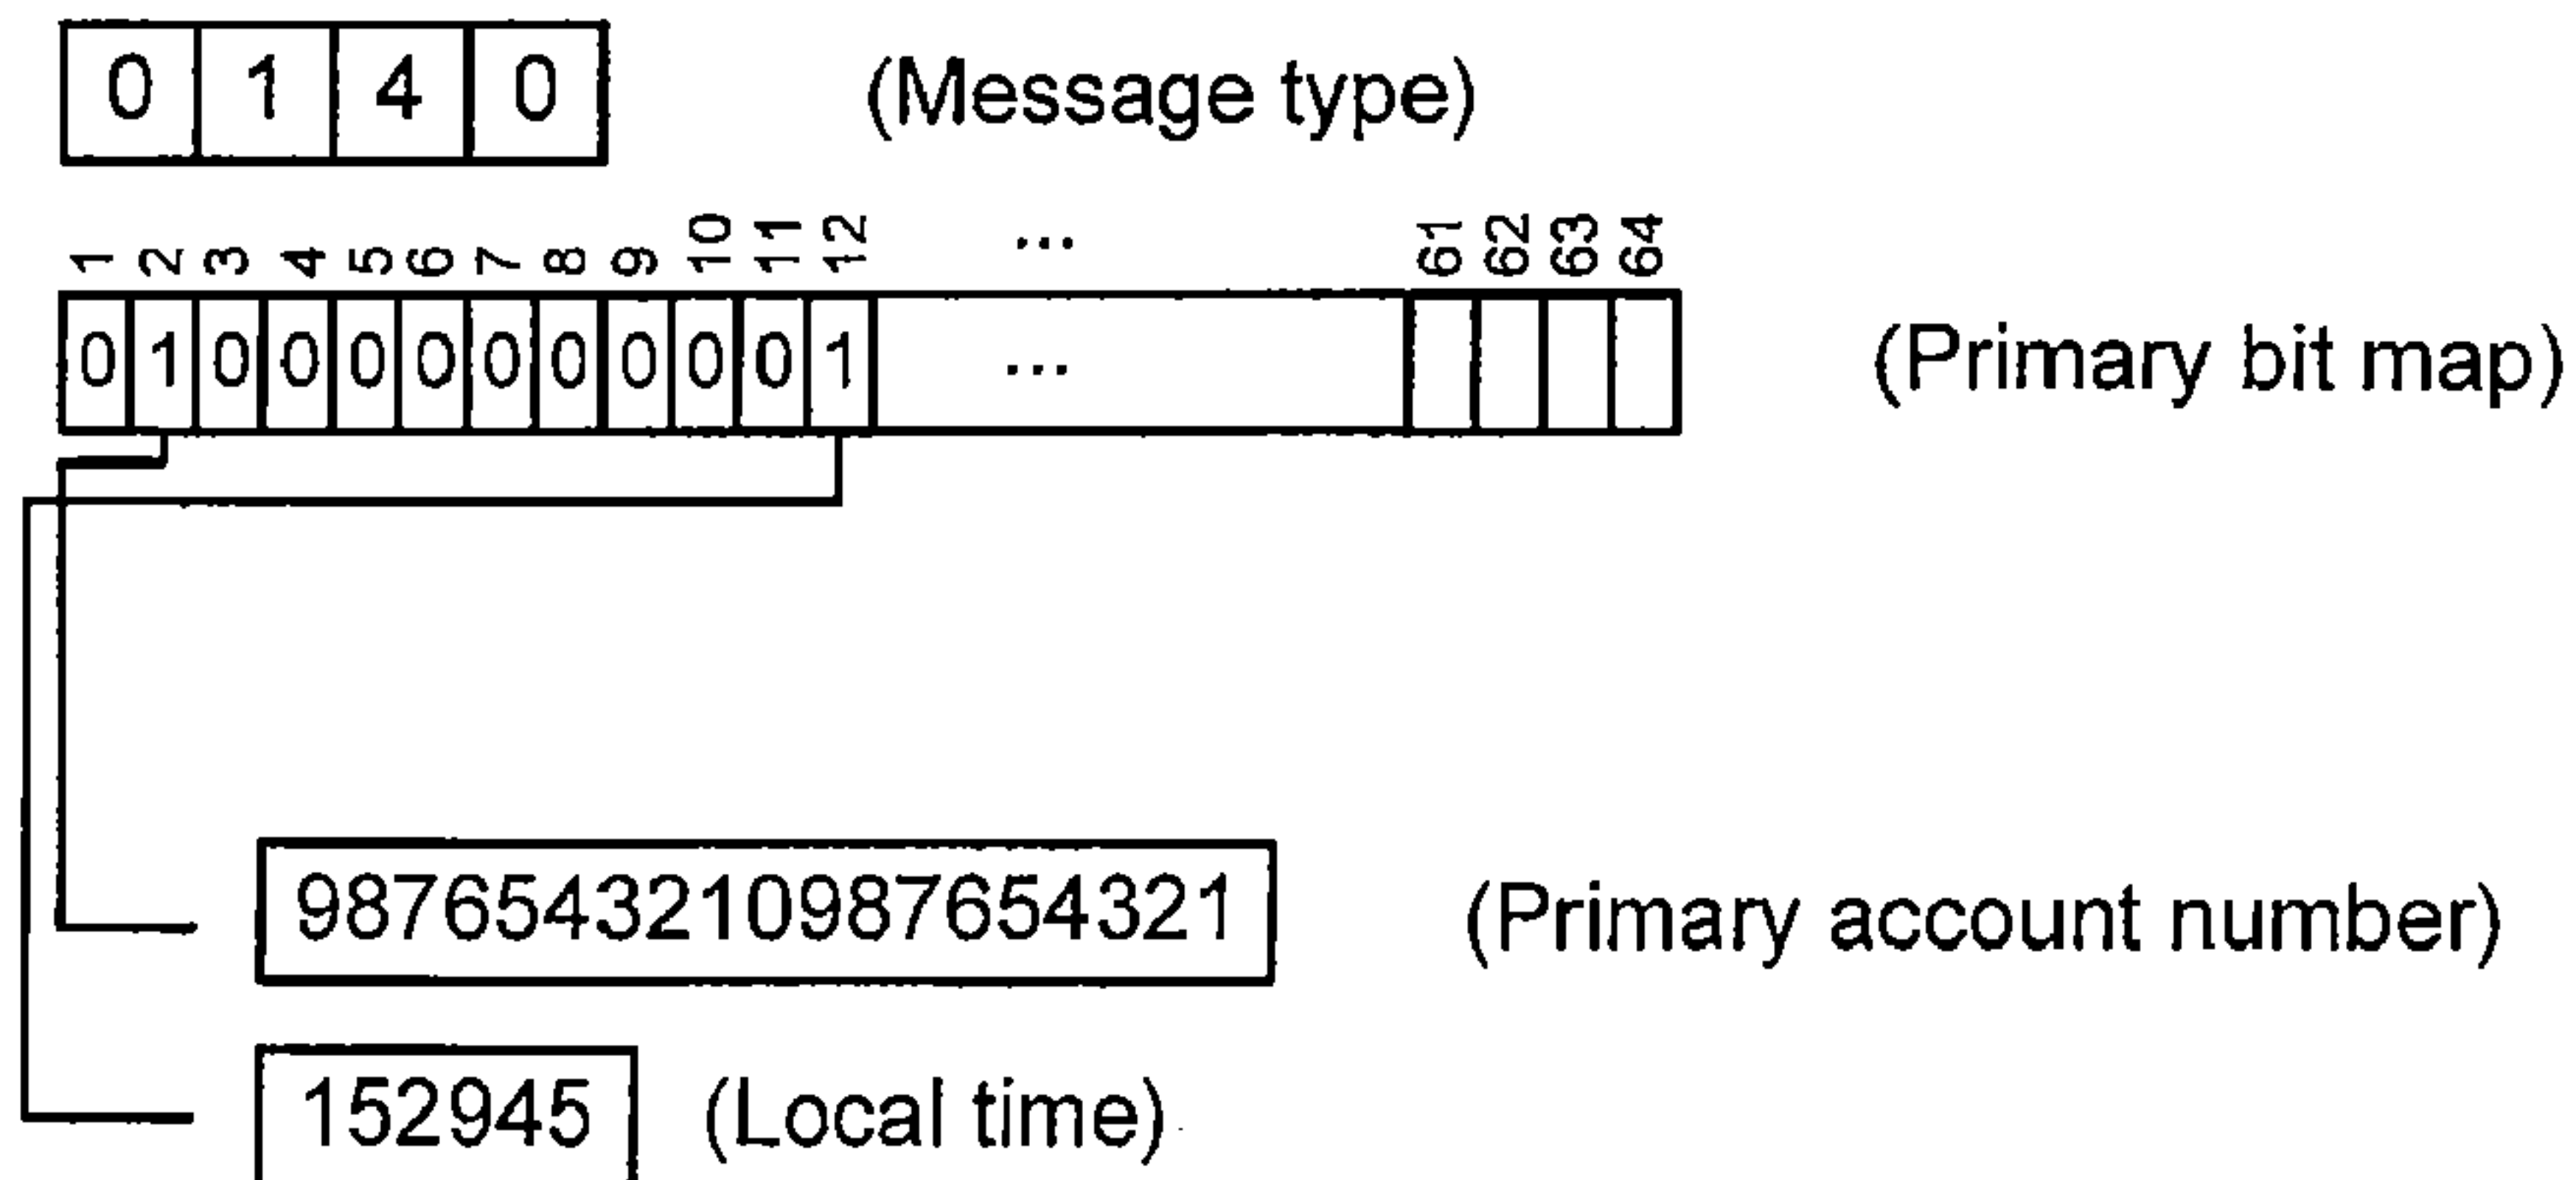 0 1 4 0 (Message type)
1 2 3 4 5 6 7 8 9 10 11 12 ... 61 62 63 64
0 1 0 0 0 0 0 0 0 0 0 1 ... (Primary bit map)
9876543210987654321 (Primary account number)
152945 (Local time)